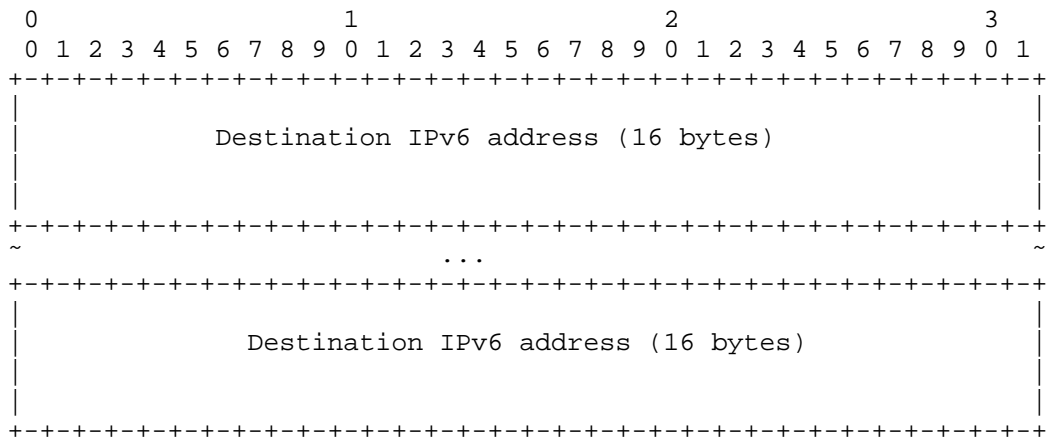 0                   1                   2                   3
 0 1 2 3 4 5 6 7 8 9 0 1 2 3 4 5 6 7 8 9 0 1 2 3 4 5 6 7 8 9 0 1
+-+-+-+-+-+-+-+-+-+-+-+-+-+-+-+-+-+-+-+-+-+-+-+-+-+-+-+-+-+-+-+-+
|                                                               |
|            Destination IPv6 address (16 bytes)                |
|                                                               |
|                                                               |
+-+-+-+-+-+-+-+-+-+-+-+-+-+-+-+-+-+-+-+-+-+-+-+-+-+-+-+-+-+-+-+-+
~                          ...                                  ~
+-+-+-+-+-+-+-+-+-+-+-+-+-+-+-+-+-+-+-+-+-+-+-+-+-+-+-+-+-+-+-+-+
|                                                               |
|              Destination IPv6 address (16 bytes)              |
|                                                               |
|                                                               |
+-+-+-+-+-+-+-+-+-+-+-+-+-+-+-+-+-+-+-+-+-+-+-+-+-+-+-+-+-+-+-+-+